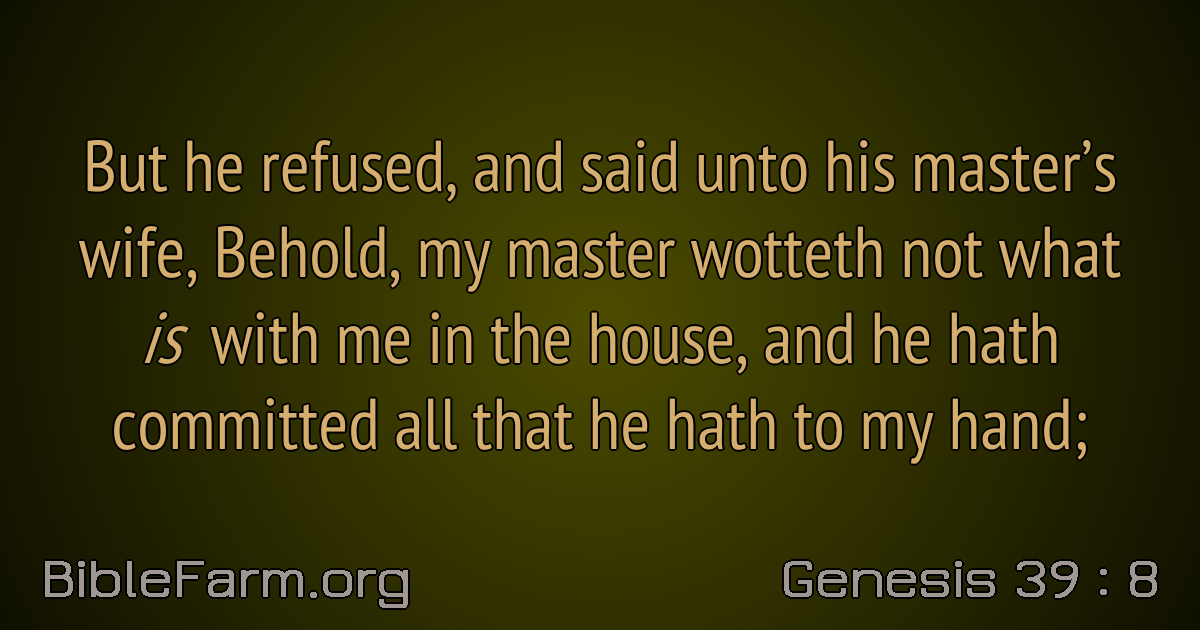 But he refused, and said unto his master’s
wife, Behold, my master wotteth not what
is with me in the house, and he hath
committed all that he hath to my hand;
BibleFarm.org
Genesis 39 : 8